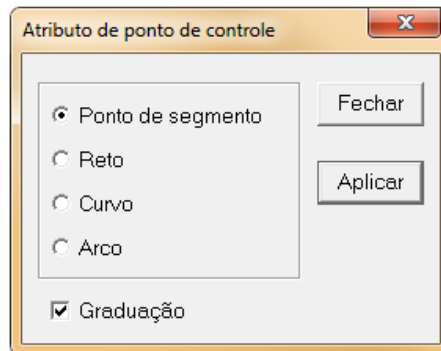 Atributo de ponto de controle
Ponto de segmento
Reto
Curvo
Arco
Graduação
Fechar
Aplicar